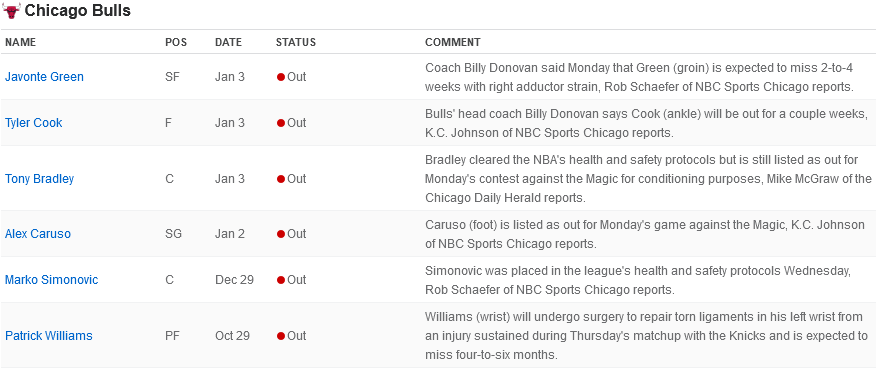 Chicago Bulls
NAME POS DATE STATUS COMMENT
Javonte Green SF Jan 3 Out Coach Billy Donovan said Monday that Green (groin) is expected to miss 2-to-4
weeks with right adductor strain, Rob Schaefer of NBC Sports Chicago reports.
Tyler Cook F Jan 3 Out Bulls' head coach Billy Donovan says Cook (ankle) will be out for a couple weeks,
K.C. Johnson of NBC Sports Chicago reports.
Tony Bradley C Jan 3 Out Bradley cleared the NBA's health and safety protocols but is still listed as out for
Monday's contest against the Magic for conditioning purposes, Mike McGraw of the
Chicago Daily Herald reports.
Alex Caruso SG Jan 2 Out Caruso (foot) is listed as out for Monday's game against the Magic, K.C. Johnson
of NBC Sports Chicago reports.
Marko Simonovic C Dec 29 Out Simonovic was placed in the league's health and safety protocols Wednesday,
Rob Schaefer of NBC Sports Chicago reports.
Patrick Williams PF Oct 29 Out Williams (wrist) will undergo surgery to repair torn ligaments in his left wrist from
an injury sustained during Thursday's matchup with the Knicks and is expected to
miss four-to-six months.